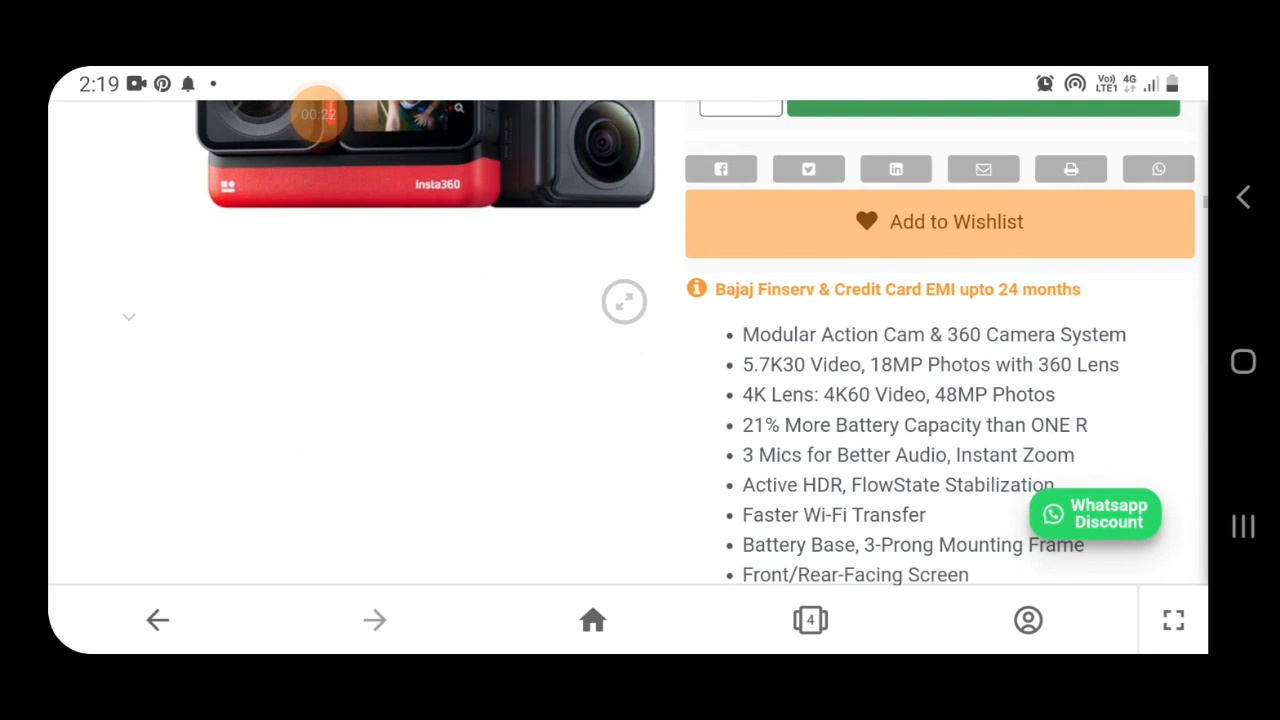 2:19
Vo))
LTE1
4G
00:22
Insta360
Add to Wishlist
Bajaj Finserv & Credit Card EMI upto 24 months
Modular Action Cam & 360 Camera System
5.7K30 Video, 18MP Photos with 360 Lens
4K Lens: 4K60 Video, 48MP Photos
21% More Battery Capacity than ONE R
3 Mics for Better Audio, Instant Zoom
Active HDR, FlowState Stabilization
Faster Wi-Fi Transfer
Battery Base, 3-Prong Mounting Frame
Front/Rear-Facing Screen
Whatsapp
Discount
4